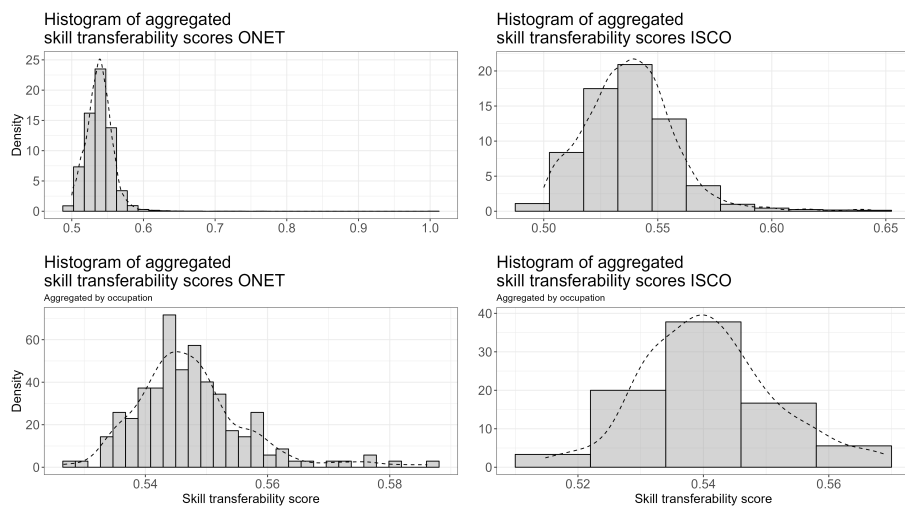 Histogram of aggregated
skill transferability scores ONET
Density
25
20
15
10
5
0
0.5 0.6 0.7 0.8 0.9 1.0
Histogram of aggregated
skill transferability scores ISCO
20
15
10
5
0
0.50 0.55 0.60 0.65
Histogram of aggregated
skill transferability scores ONET
Aggregated by occupation
Density
60
40
20
0
0.54 0.56 0.58
Skill transferability score
Histogram of aggregated
skill transferability scores ISCO
Aggregated by occupation
40
30
20
10
0
0.52 0.54 0.56
Skill transferability score